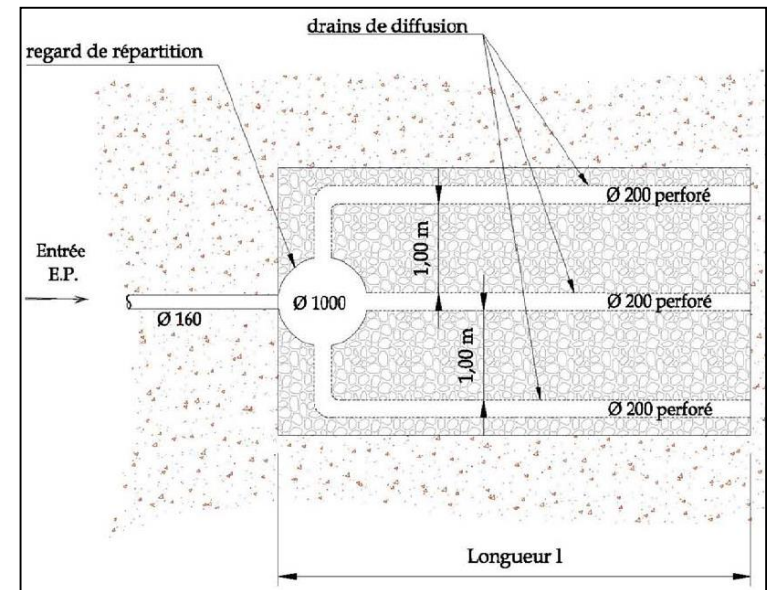 drains de diffusion
regard de répartition
Ø 200 perforé
1,00 m
Entrée
E.P.
Ø 1000
Ø 200 perforé
Ø 160
1,00 m
Ø 200 perforé
Longueur l